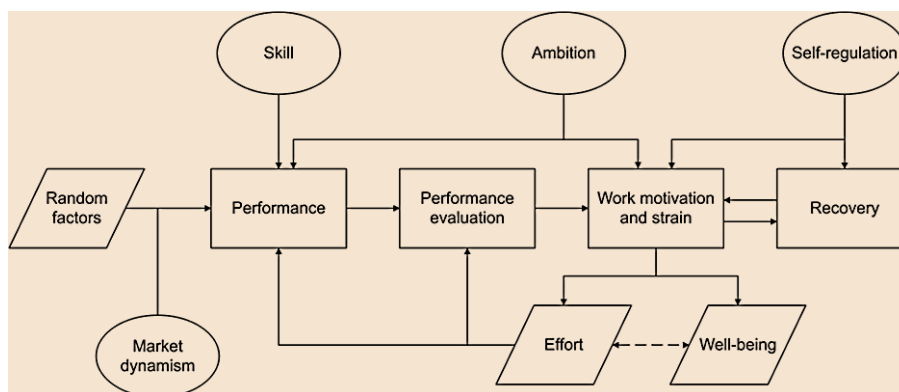 Skill
Ambition
Self-regulation
Random
factors
Performance
Performance
evaluation
Work motivation
and strain
Recovery
Market
dynamism
Effort
Well-being